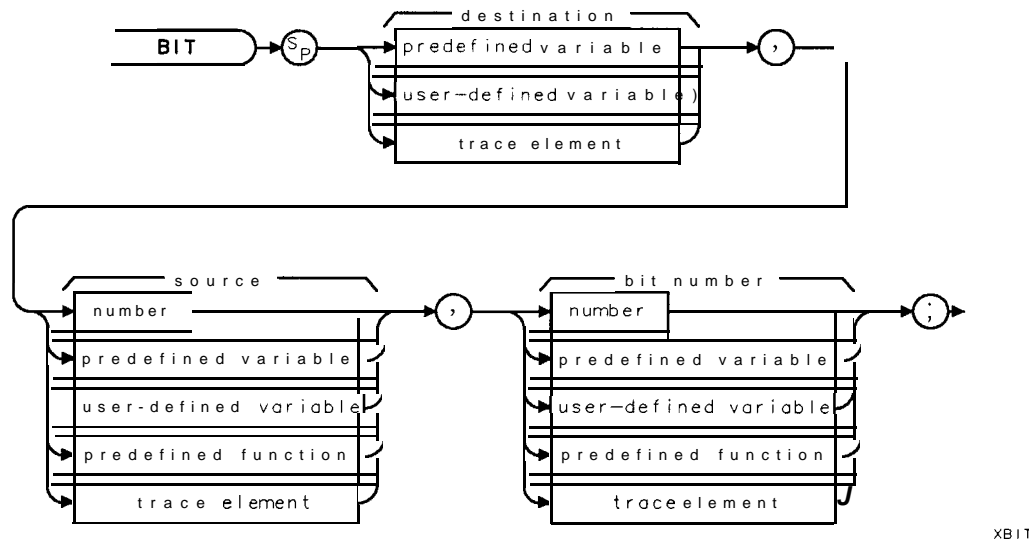 destination
BIT SP predefined variable ,
user-defined variable)
trace element
source
bit number
number , number ;
predefined variable predefined variable
user-defined variable user-defined variable
predefined function predefined function
trace element trace element
XBIT